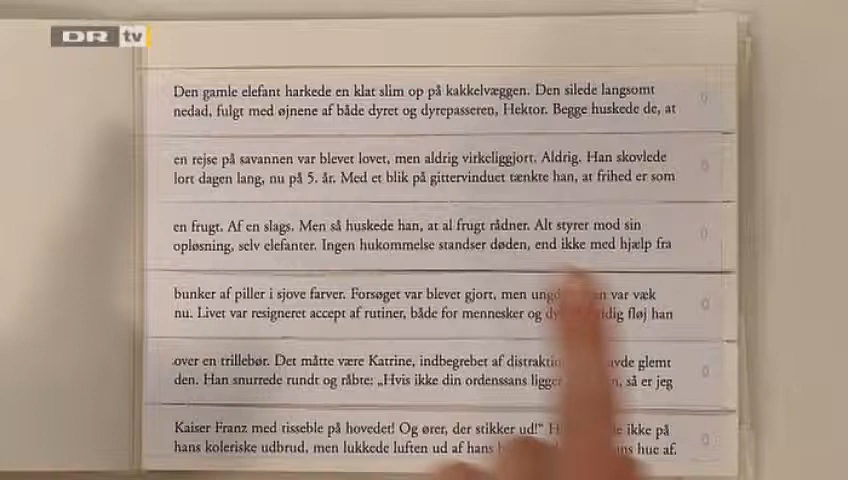 DR tv
Den gamle elefant harkede en klat slim op på kakkelvæggen. Den silede langsomt
nedad, fulgt med øjnene af både dyret og dyrepasseren, Hektor. Begge huskede de, at
en rejse på savannen var blevet lovet, men aldrig virkeliggjort. Aldrig. Han skovlede
lort dagen lang, nu på 5. år. Med et blik på gittervinduet tænkte han, at frihed er som
en frugt. Af en slags. Men så huskede han, at al frugt rådner. Alt styrer mod sin
opløsning, selv elefanter. Ingen hukommelse standser døden, end ikke med hjælp fra
bunker af piller i sjove farver. Forsøget var blevet gjort, men var væk
nu. Livet var resigneret accept af rutiner, både for mennesker og fløj han
over en trillebør. Det måtte være Katrine, indbegrebet af glemt
den. Han snurrede rundt og råbte: „Hvis ikke din ordenssans så er jeg
Kaiser Franz med tisseble på hovedet! Og ører, der stikker ud!" ikke på
hans koleriske udbrud, men lukkede luften ud af hans hue af.